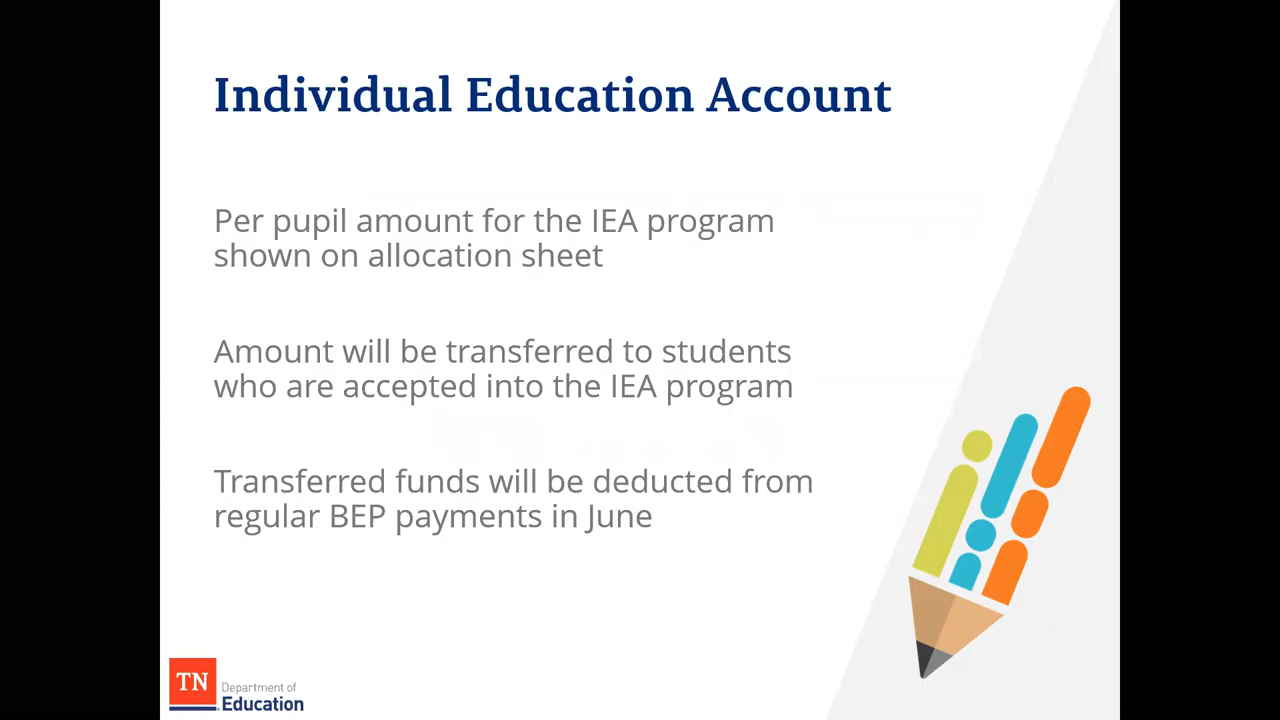 Individual Education Account
Per pupil amount for the IEA program
shown on allocation sheet
Amount will be transferred to students
who are accepted into the IEA program
Transferred funds will be deducted from
regular BEP payments in June
TN
Department of
Education